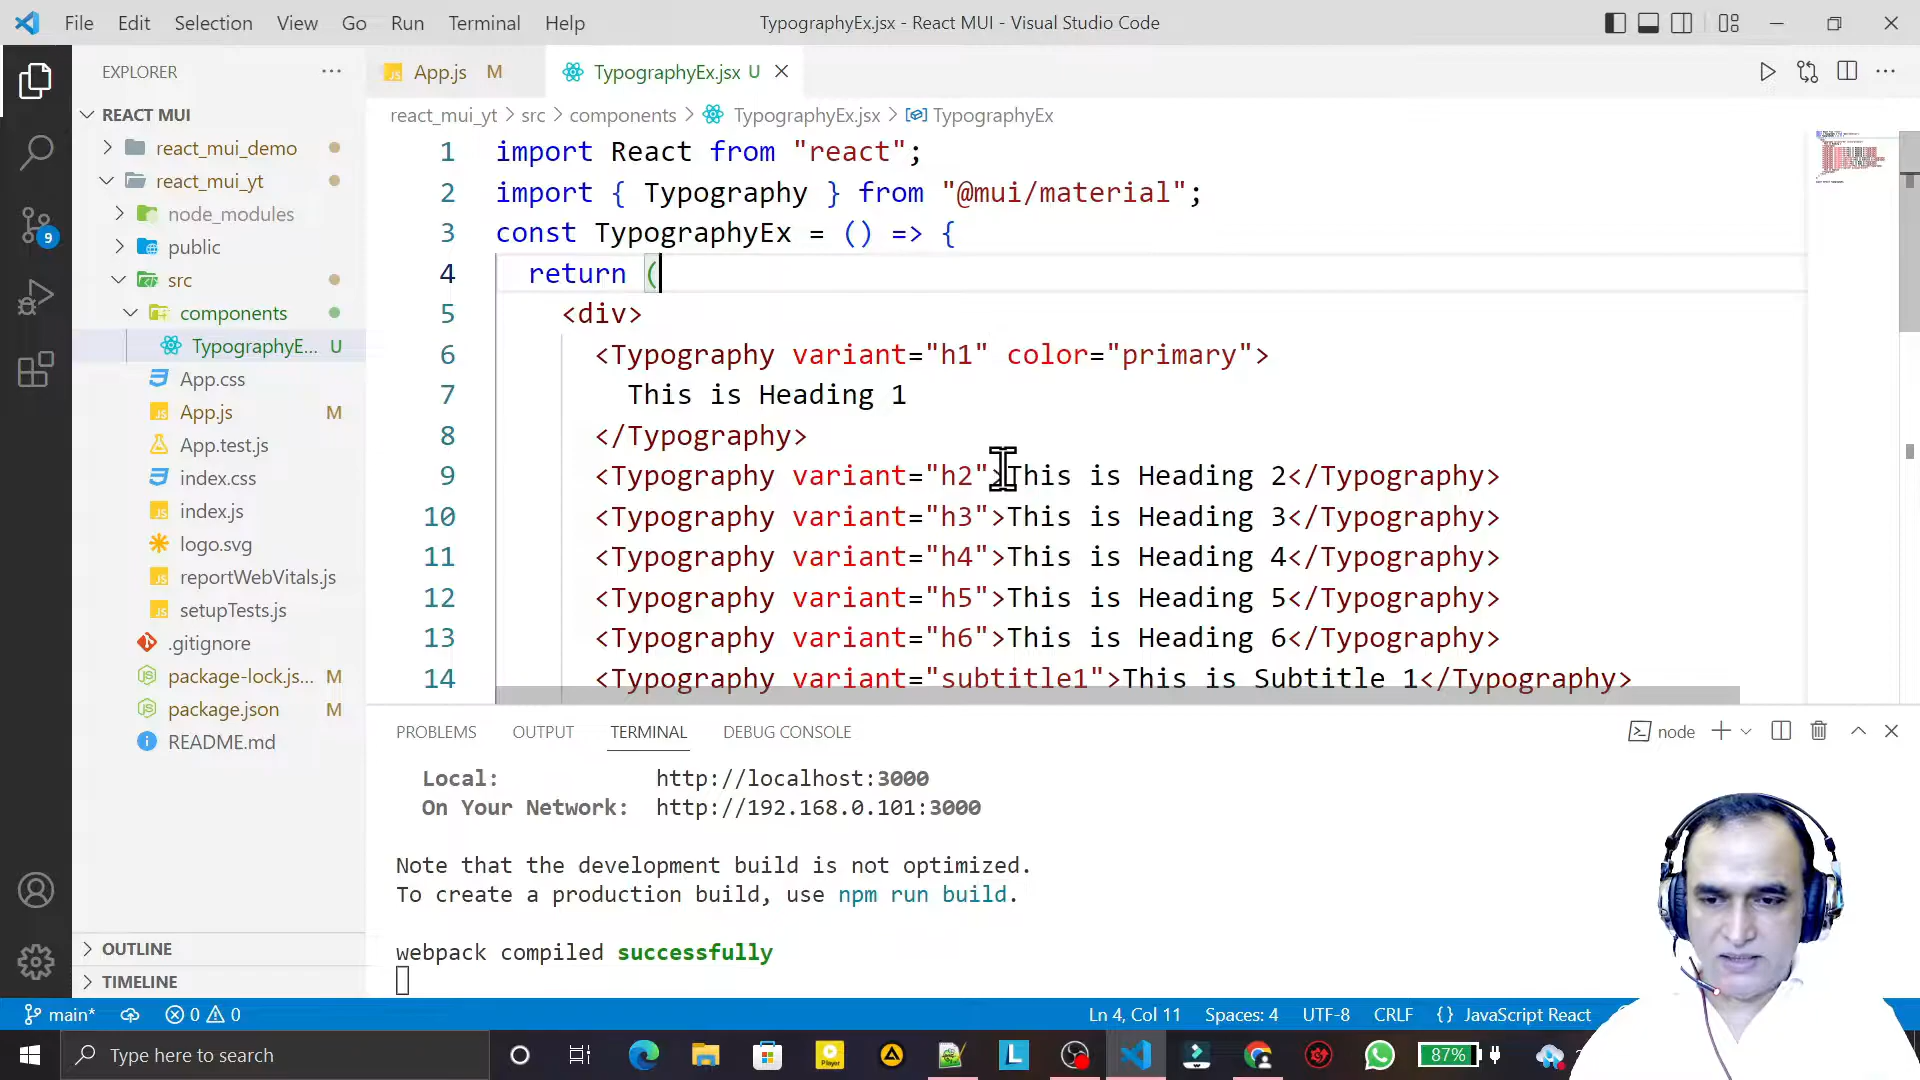 File Edit Selection View Go Run Terminal Help
TypographyEx.jsx - React MUI - Visual Studio Code
EXPLORER
REACT MUI
react_mui_demo
react_mui_yt
node_modules
public
src
components
TypographyE... U
App.css
App.js M
App.test.js
index.css
index.js
logo.svg
reportWebVitals.js
setupTests.js
.gitignore
package-lock.js... M
package.json M
README.md
OUTLINE
TIMELINE
9
App.js M
TypographyEx.jsx U
react_mui_yt > src > components > TypographyEx.jsx > TypographyEx
1 import React from "react";
2 import { Typography } from "@mui/material";
3 const TypographyEx = () => {
4 return (
5 <div>
6 <Typography variant="h1" color="primary">
7 This is Heading 1
8 </Typography>
9 <Typography variant="h2">This is Heading 2</Typography>
10 <Typography variant="h3">This is Heading 3</Typography>
11 <Typography variant="h4">This is Heading 4</Typography>
12 <Typography variant="h5">This is Heading 5</Typography>
13 <Typography variant="h6">This is Heading 6</Typography>
14 <Typography variant="subtitle1">This is Subtitle 1</Typography>
PROBLEMS OUTPUT TERMINAL DEBUG CONSOLE
node
Local: http://localhost:3000
On Your Network: http://192.168.0.101:3000
Note that the development build is not optimized.
To create a production build, use npm run build.
webpack compiled successfully
main* 0 0
Ln 4, Col 11 Spaces: 4 UTF-8 CRLF {} JavaScript React
Type here to search
Player
L
87%